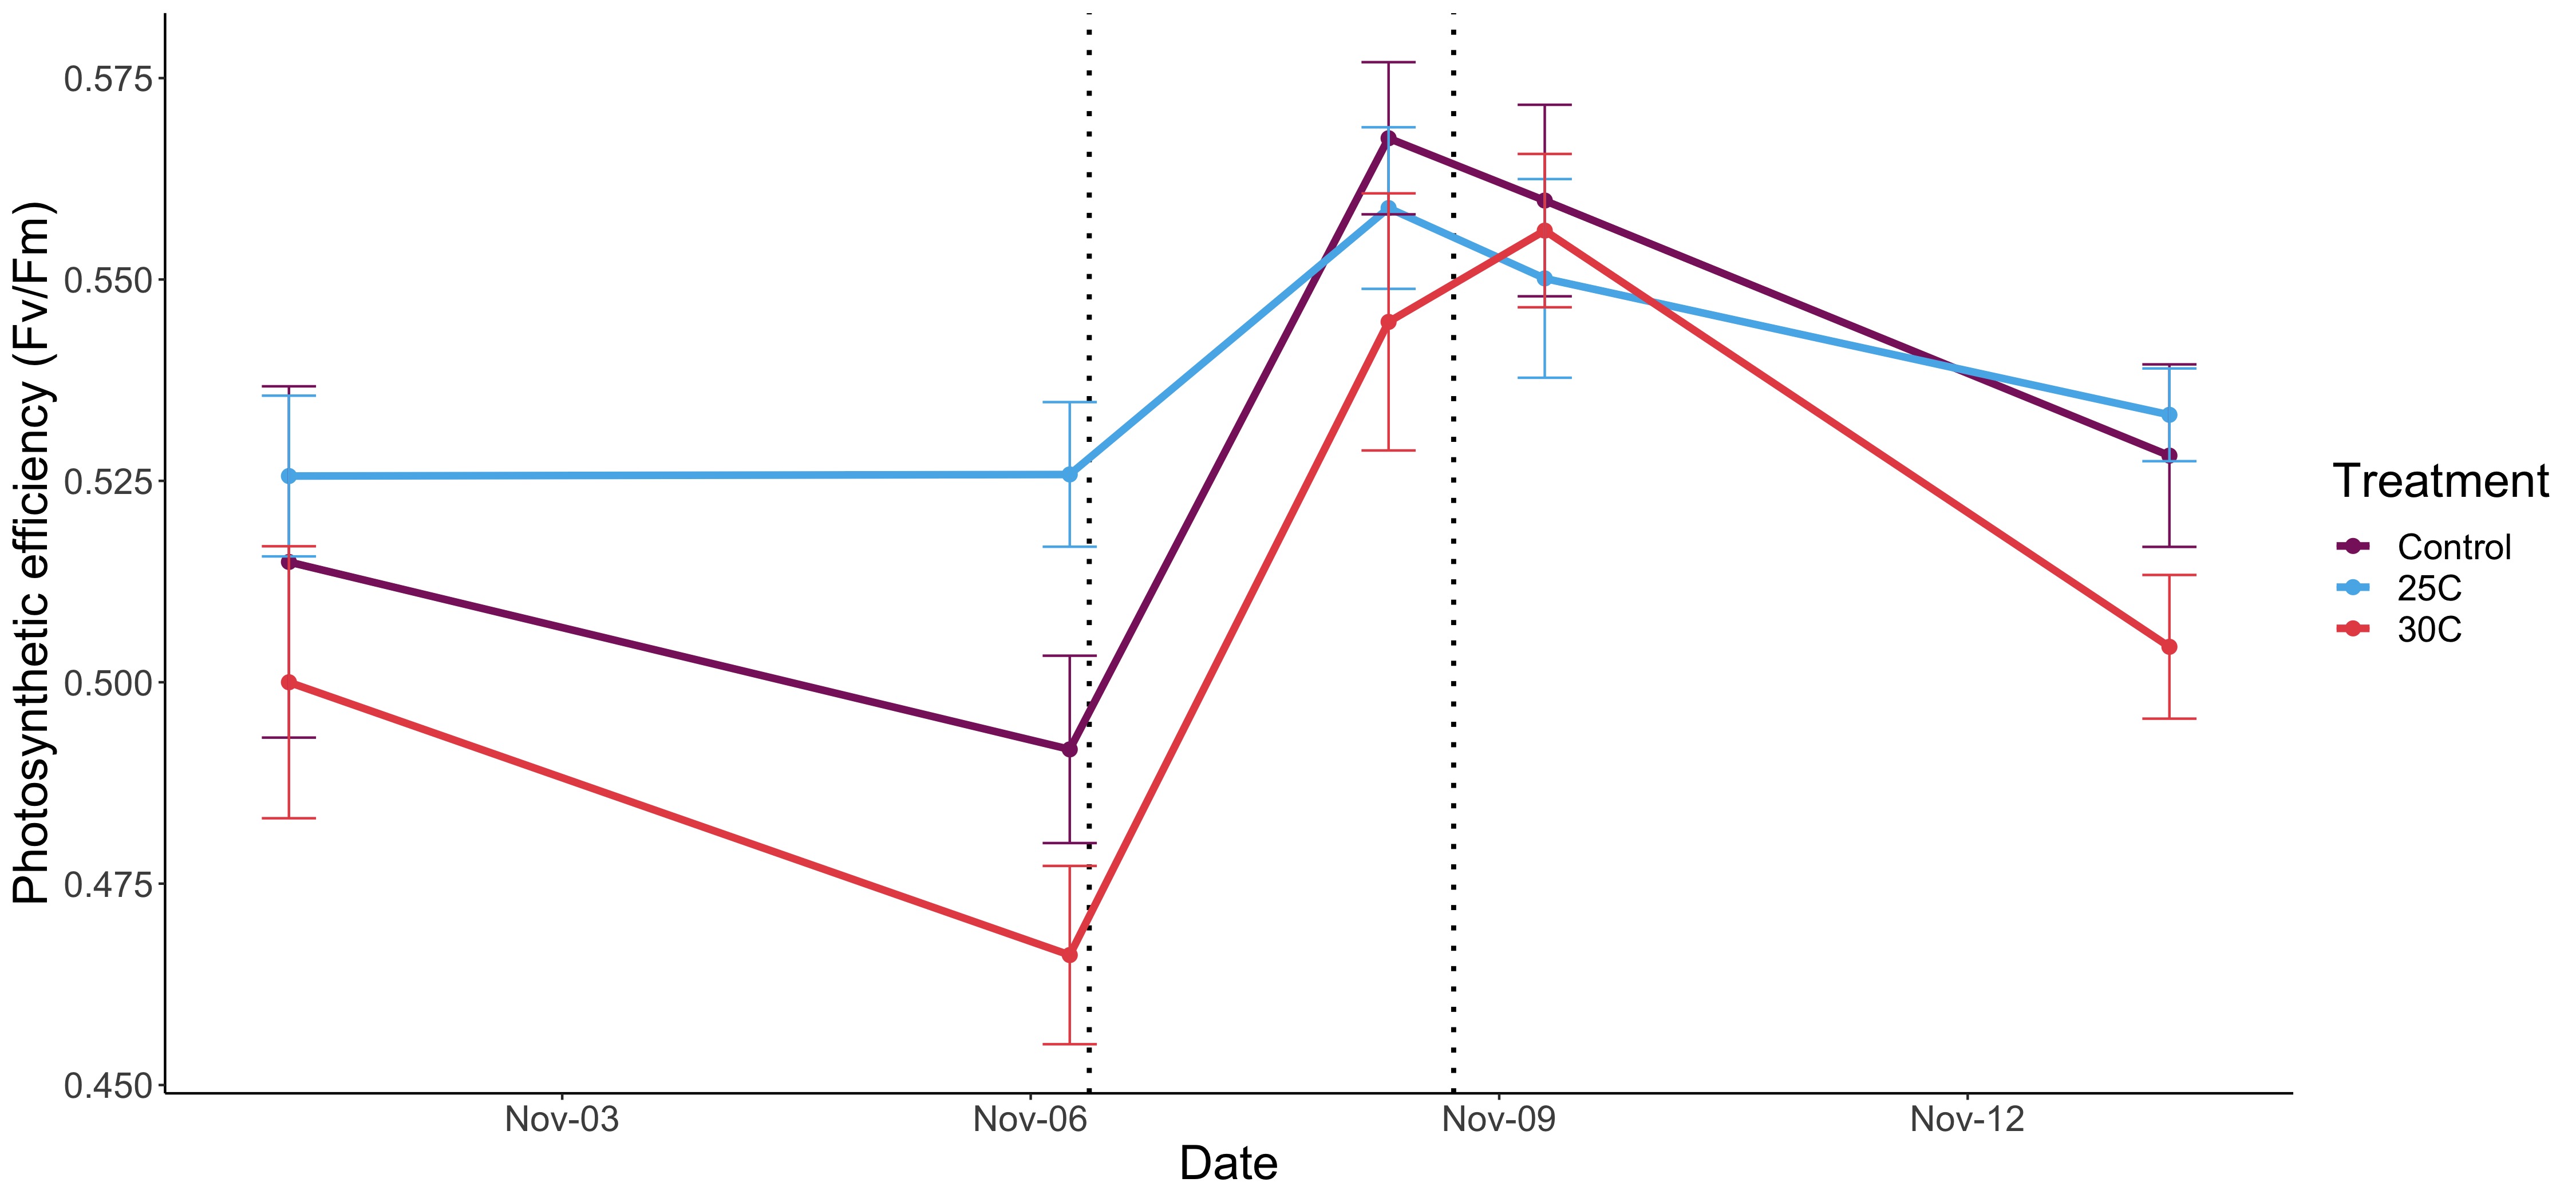 Photosynthetic efficiency (Fv/Fm)
0.575
0.550
0.525
0.500
0.475
0.450
Nov-03
Nov-06
Nov-09
Nov-12
Date
Treatment
Control
25C
30C